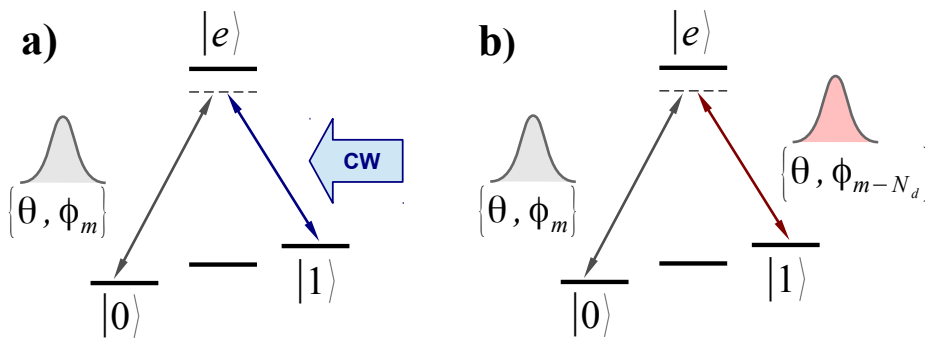 a)
|e⟩
CW
{θ, ϕ_m}
|1⟩
|0⟩
b)
|e⟩
{θ, ϕ_{m−N_d}}
{θ, ϕ_m}
|1⟩
|0⟩